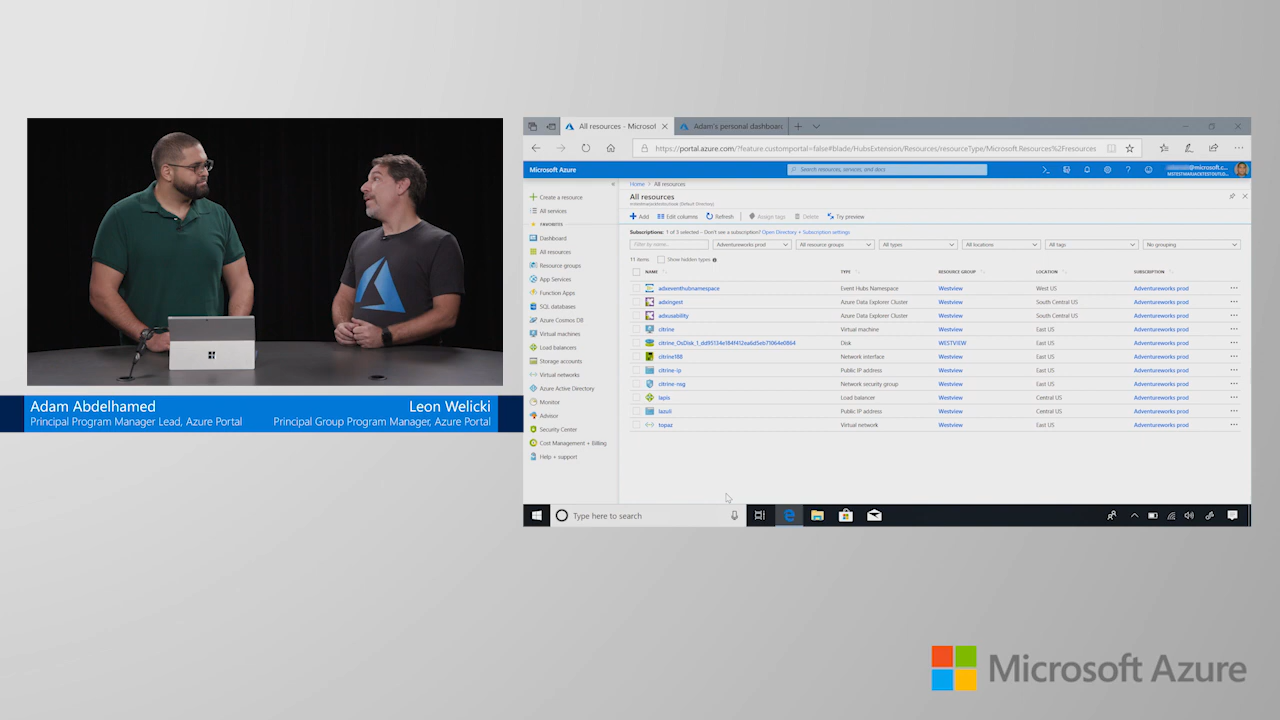 All resources - Microsof
Adam's personal dashboard
https://portal.azure.com/?feature.customportal=false#blade/HubsExtension/Resources/resourceType/Microsoft.Resources%2Fresources
Microsoft Azure
Search resources, services, and docs
Create a resource
All services
FAVORITES
Dashboard
All resources
Resource groups
App Services
Function Apps
SQL databases
Azure Cosmos DB
Virtual machines
Load balancers
Storage accounts
Virtual networks
Azure Active Directory
Monitor
Advisor
Security Center
Cost Management + Billing
Help + support
Home All resources
All resources
Add Edit columns Refresh Assign tags Delete Try preview
Subscriptions: 1 of 3 selected – Don't see a subscription? Open Directory + Subscription settings
Filter by name... Adventureworks prod All resource groups All types All locations All tags No grouping
11 items Show hidden types
NAME TYPE RESOURCE GROUP LOCATION SUBSCRIPTION
adxeventhubnamespace Event Hubs Namespace Westview West US Adventureworks prod
adxingest Azure Data Explorer Cluster Westview South Central US Adventureworks prod
adxusability Azure Data Explorer Cluster Westview South Central US Adventureworks prod
citrine Virtual machine Westview East US Adventureworks prod
Disk WESTVIEW East US Adventureworks prod
citrine188 Network interface Westview East US Adventureworks prod
citrine-ip Public IP address Westview East US Adventureworks prod
citrine-nsg Network security group Westview East US Adventureworks prod
lapis Load balancer Westview Central US Adventureworks prod
lazuli Public IP address Westview Central US Adventureworks prod
topaz Virtual network Westview East US Adventureworks prod
Type here to search
Adam Abdelhamed
Principal Program Manager Lead, Azure Portal
Leon Welicki
Principal Group Program Manager, Azure Portal
Microsoft Azure